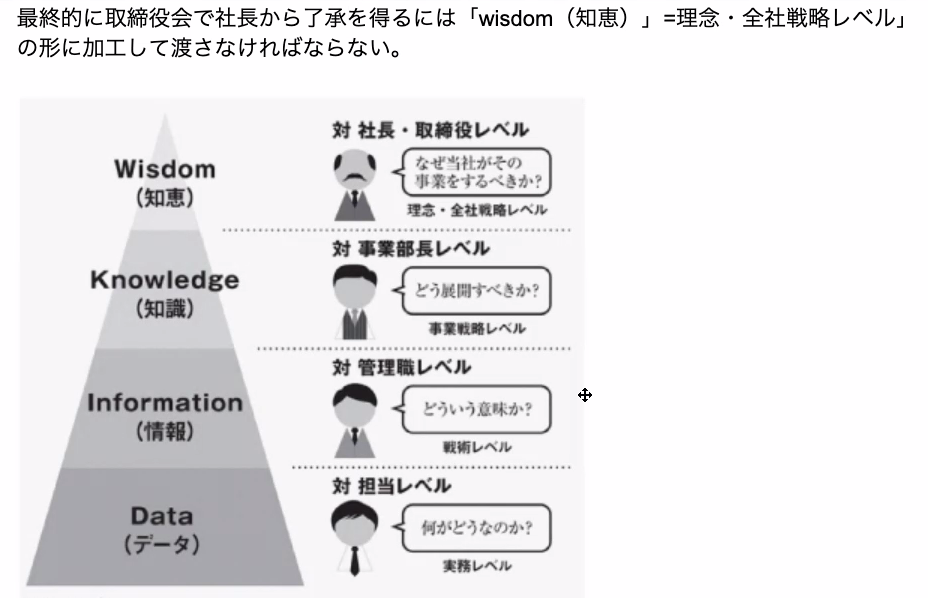 最終的に取締役会で社長から了承を得るには「wisdom（知恵）」=理念・全社戦略レベル」
の形に加工して渡さなければならない。
Wisdom
（知恵）
対 社長・取締役レベル
なぜ当社がその
事業をするべきか？
理念・全社戦略レベル
Knowledge
（知識）
対 事業部長レベル
どう展開すべきか？
事業戦略レベル
Information
（情報）
対 管理職レベル
どういう意味か？
戦術レベル
Data
（データ）
対 担当レベル
何がどうなのか？
実務レベル